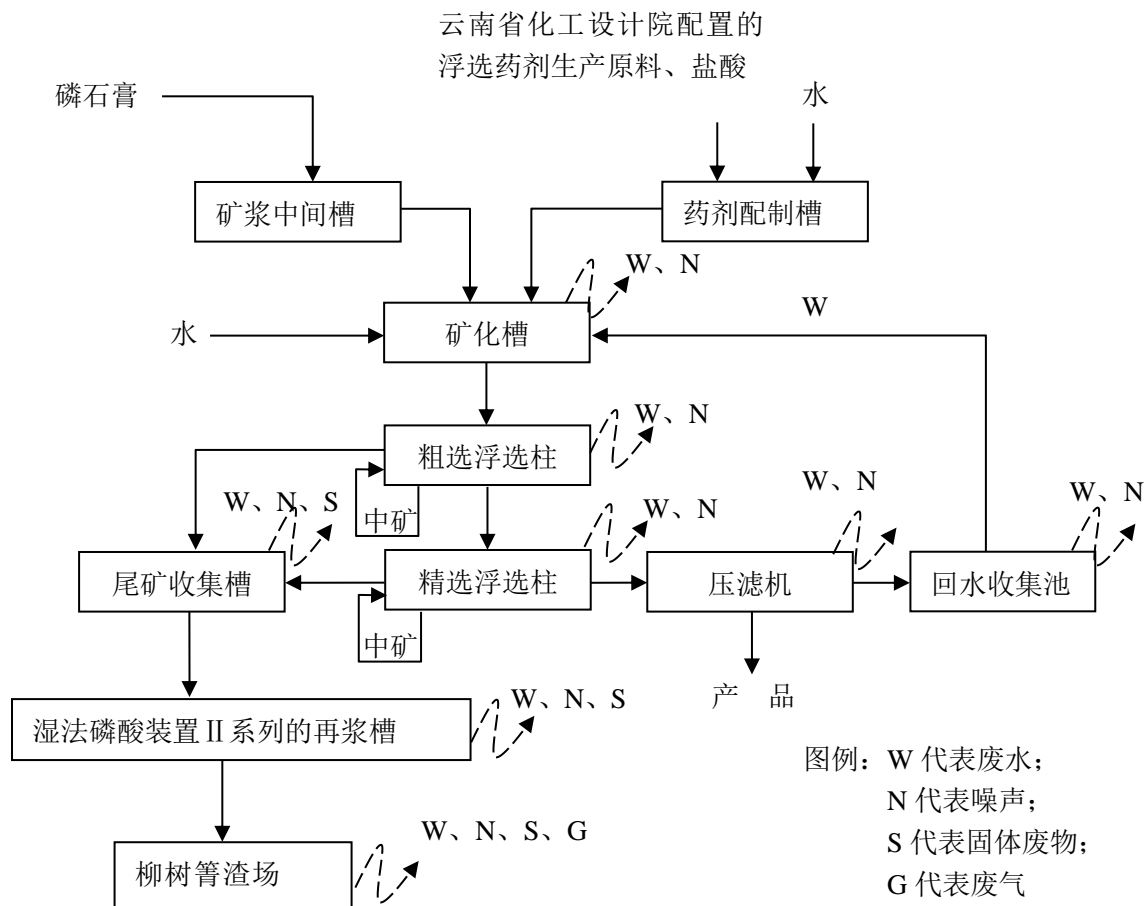 云南省化工设计院配置的
浮选药剂生产原料、盐酸
磷石膏
水
矿浆中间槽
药剂配制槽
W、N
W
水
矿化槽
W、N
粗选浮选柱
W、N、S
中矿
W、N
W、N
W、N
尾矿收集槽
精选浮选柱
压滤机
回水收集池
中矿
W、N、S
产 品
湿法磷酸装置Ⅱ系列的再浆槽
图例：W 代表废水；
N 代表噪声；
W、N、S、G
S 代表固体废物；
柳树箐渣场
G 代表废气